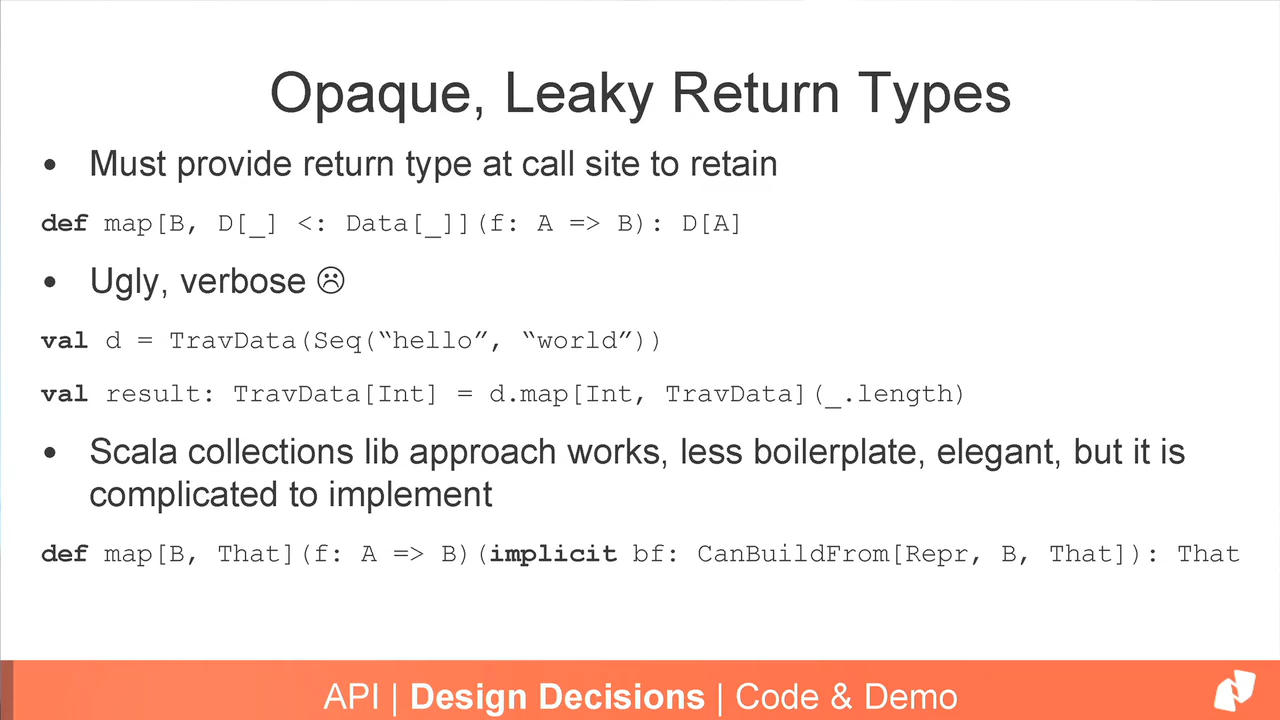 Opaque, Leaky Return Types
• Must provide return type at call site to retain
def map[B, D[_] <: Data[_]](f: A => B): D[A]
• Ugly, verbose ☹
val d = TravData(Seq(“hello”, “world”))
val result: TravData[Int] = d.map[Int, TravData](_.length)
• Scala collections lib approach works, less boilerplate, elegant, but it is
complicated to implement
def map[B, That](f: A => B)(implicit bf: CanBuildFrom[Repr, B, That]): That
API | Design Decisions | Code & Demo